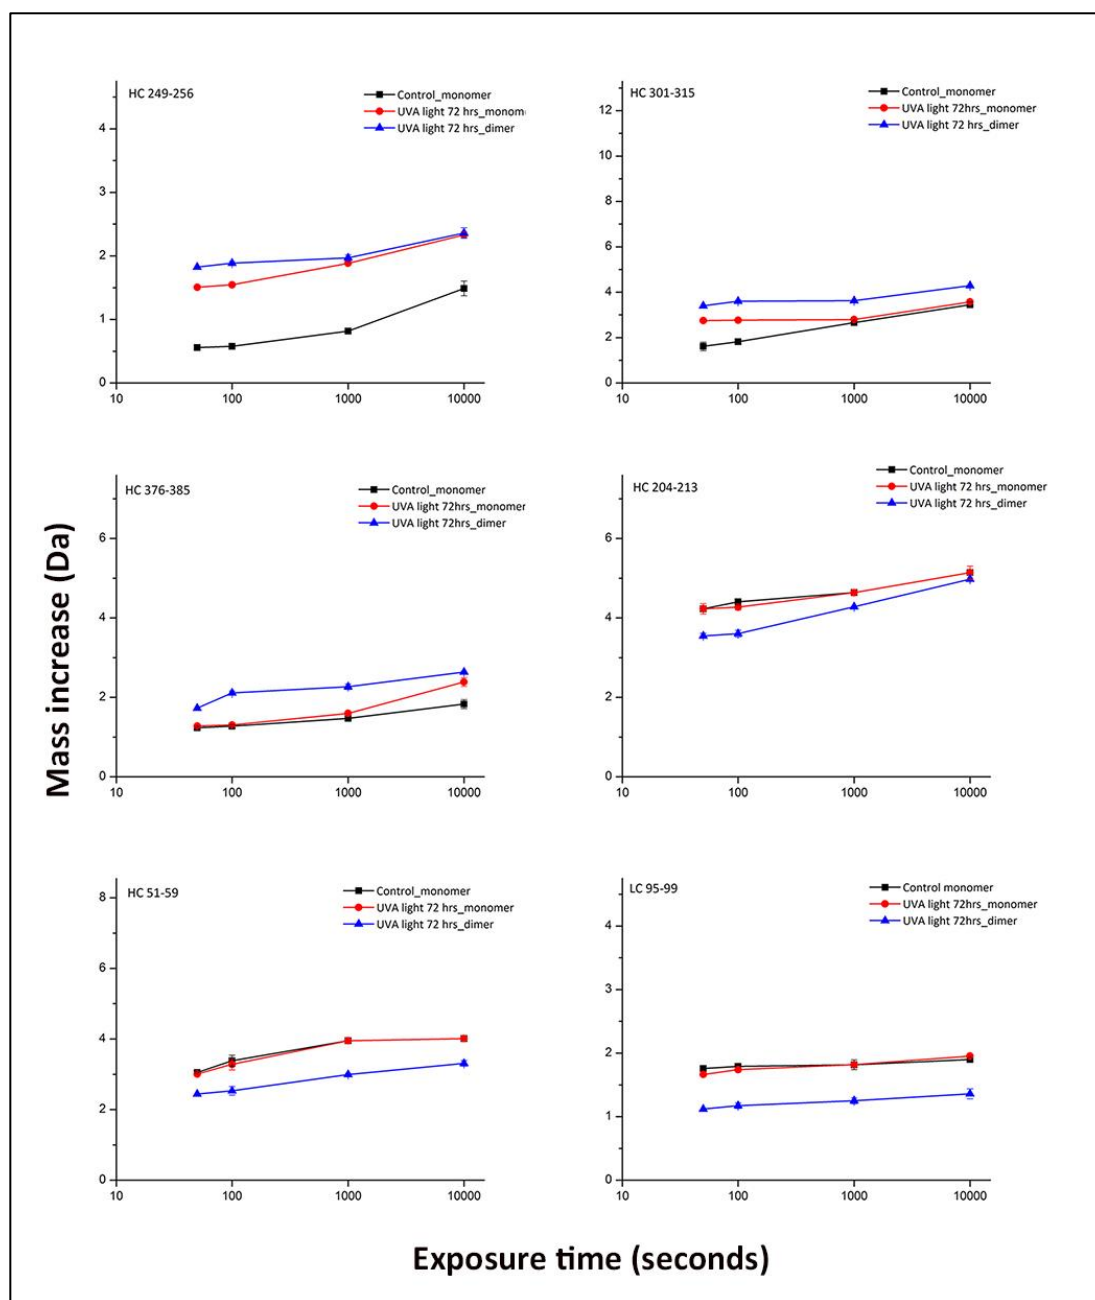 HC 249-256
Control_monomer
UVA light 72 hrs_monom
UVA light 72 hrs_dimer
4
3
2
1
0
10 100 1000 10000
HC 301-315
Control_monomer
UVA light 72hrs_monomer
UVA light 72 hrs_dimer
12
10
8
6
4
2
0
10 100 1000 10000
HC 376-385
Control_monomer
UVA light 72hrs_monomer
UVA light 72hrs_dimer
6
4
2
0
10 100 1000 10000
HC 204-213
Control_monomer
UVA light 72 hrs_monomer
UVA light 72 hrs_dimer
6
4
2
0
10 100 1000 10000
Mass increase (Da)
HC 51-59
Control_monomer
UVA light 72 hrs_monomer
UVA light 72 hrs_dimer
8
6
4
2
0
10 100 1000 10000
LC 95-99
Control monomer
UVA light 72hrs_monomer
UVA light 72hrs_dimer
4
3
2
1
0
10 100 1000 10000
Exposure time (seconds)